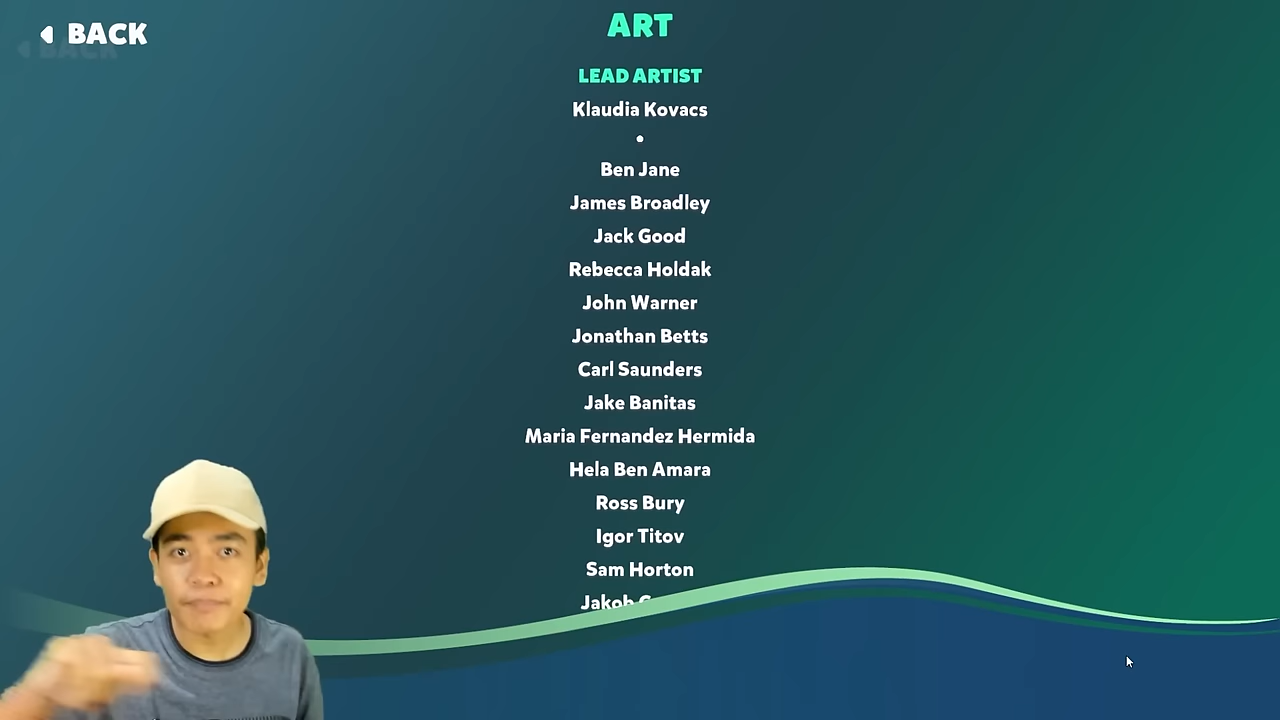 BACK
ART
LEAD ARTIST
Klaudia Kovacs
Ben Jane
James Broadley
Jack Good
Rebecca Holdak
John Warner
Jonathan Betts
Carl Saunders
Jake Banitas
Maria Fernandez Hermida
Hela Ben Amara
Ross Bury
Igor Titov
Sam Horton
Jakob